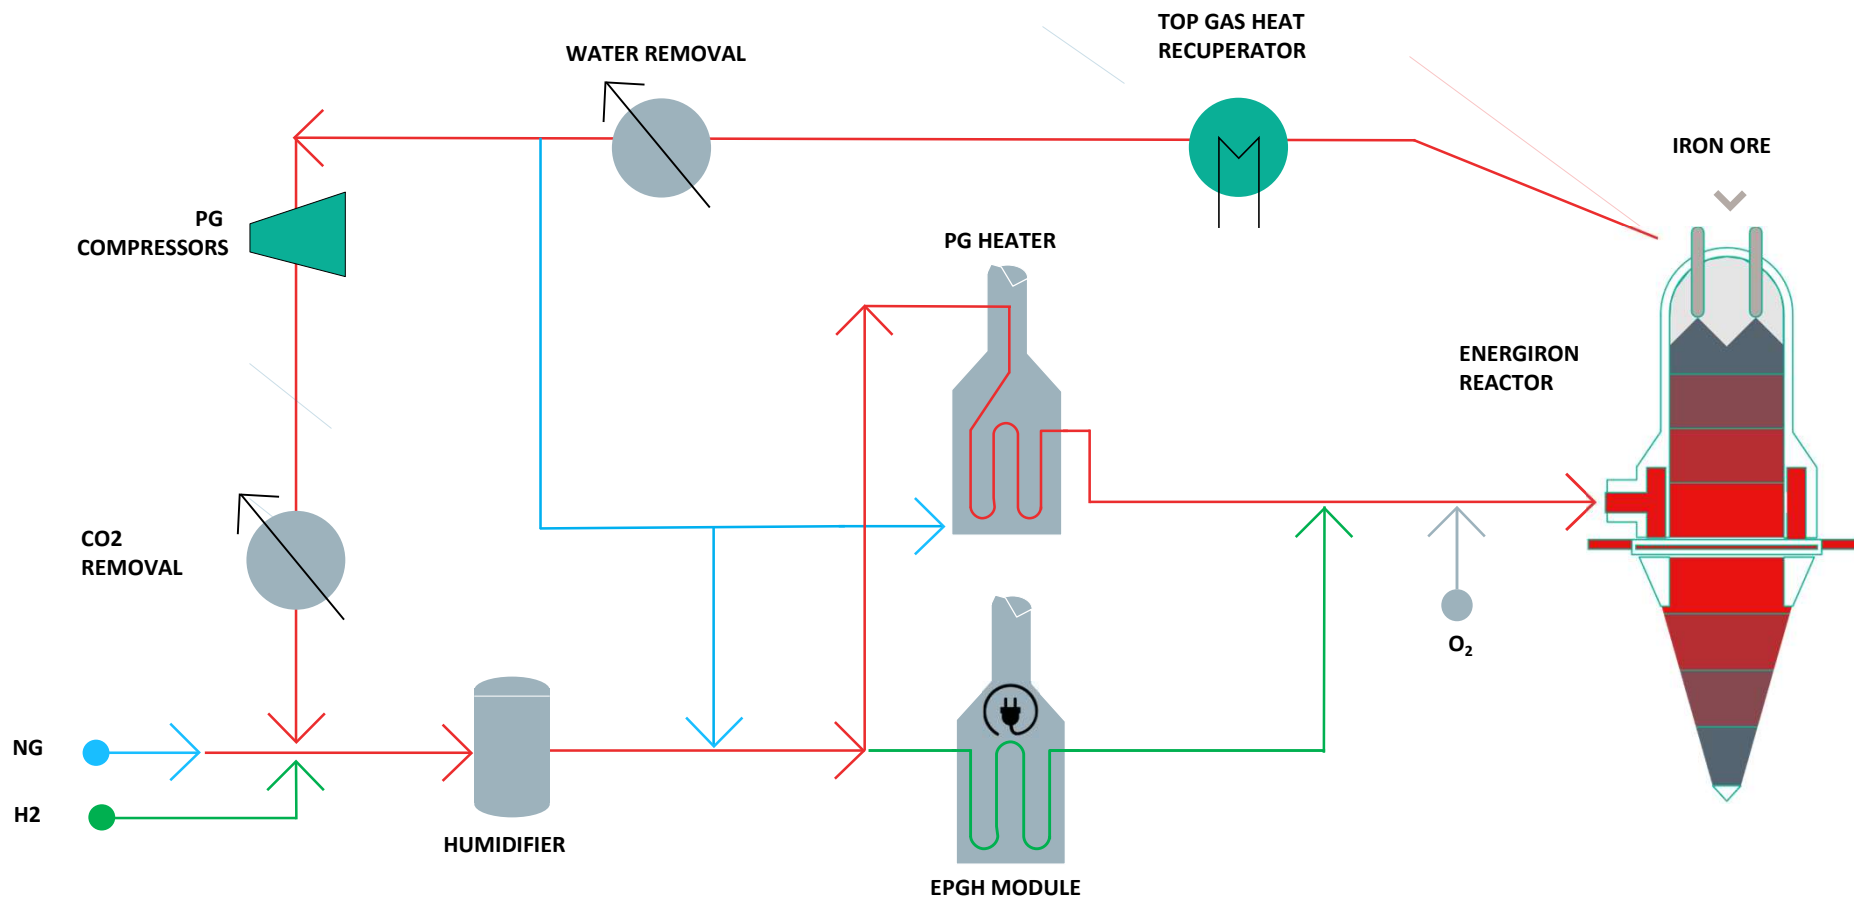 TOP GAS HEAT
RECUPERATOR
WATER REMOVAL
IRON ORE
PG
COMPRESSORS
PG HEATER
ENERGIRON
REACTOR
CO2
REMOVAL
O₂
NG
H2
HUMIDIFIER
EPGH MODULE